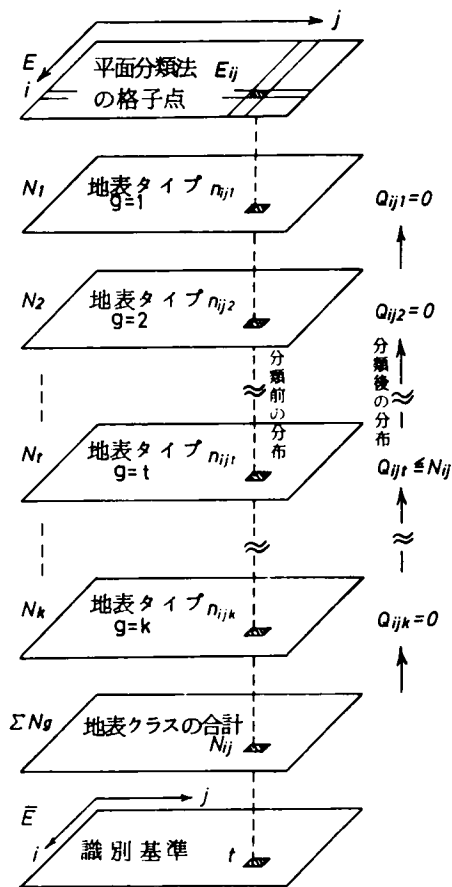 j
E
i
平面分類法 Eij
の格子点
N1 地表タイプ nij1 Qij1=0
g=1
N2 地表タイプ nij2 Qij2=0
g=2
分類前の分布
分類後の分布
Nt 地表タイプ nijt Qijt≦Nij
g=t
Nk 地表タイプ nijk Qijk=0
g=k
ΣNg 地表クラスの合計
Nij
j
E̅
i
識別基準 t